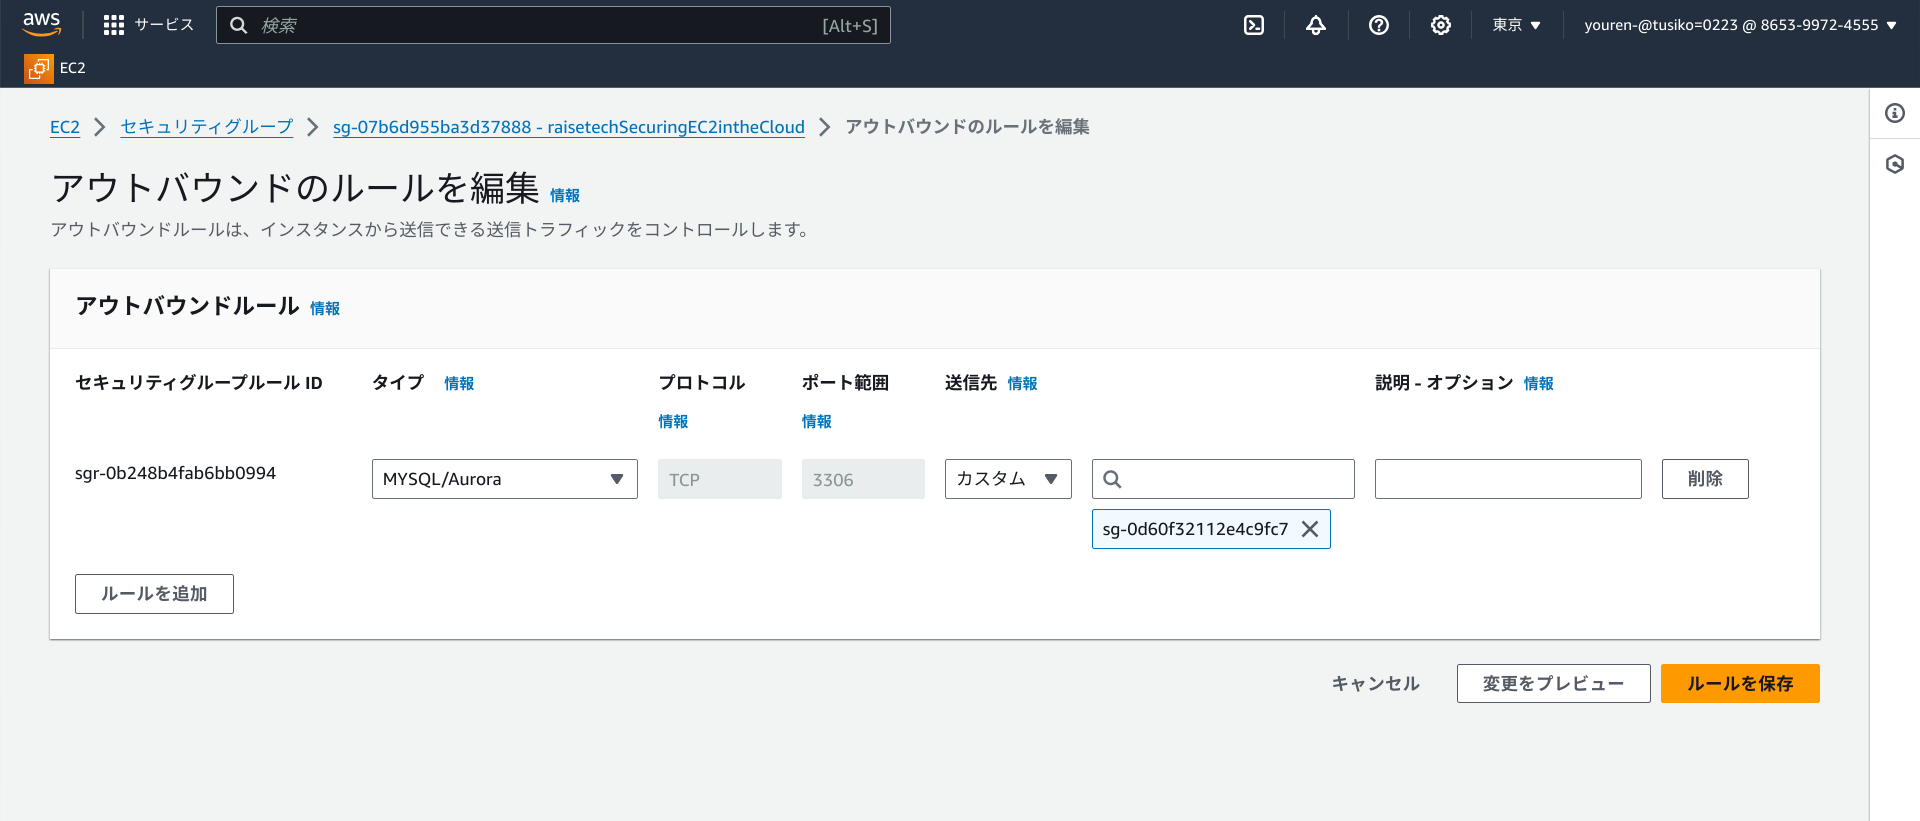 aws
サービス
検索
[Alt+S]
東京
youren-@tusiko=0223 @ 8653-9972-4555
EC2
EC2
セキュリティグループ
sg-07b6d955ba3d37888 - raisetechSecuringEC2intheCloud
アウトバウンドのルールを編集
アウトバウンドのルールを編集 情報
アウトバウンドルールは、インスタンスから送信できる送信トラフィックをコントロールします。
アウトバウンドルール 情報
セキュリティグループルール ID
タイプ 情報
プロトコル
情報
ポート範囲
情報
送信先 情報
説明 - オプション 情報
sgr-0b248b4fab6bb0994
MYSQL/Aurora
TCP
3306
カスタム
sg-0d60f32112e4c9fc7
削除
ルールを追加
キャンセル
変更をプレビュー
ルールを保存